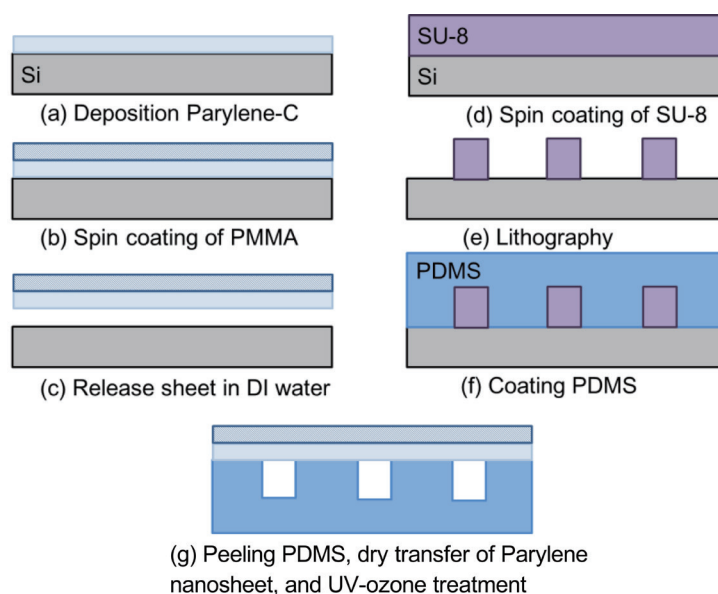 Si
(a) Deposition Parylene-C
(b) Spin coating of PMMA
(c) Release sheet in DI water
SU-8
Si
(d) Spin coating of SU-8
(e) Lithography
PDMS
(f) Coating PDMS
(g) Peeling PDMS, dry transfer of Parylene
nanosheet, and UV-ozone treatment